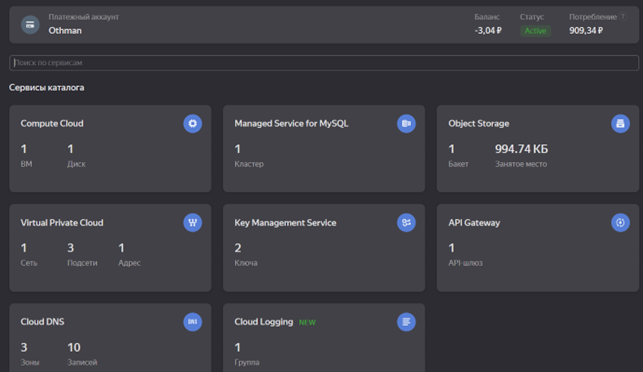 Платежный аккаунт
Othman
Баланс
-3,04 ₽
Статус
Active
Потребление ?
909,34 ₽
Поиск по сервисам
Сервисы каталога
Compute Cloud
1 1
ВМ Диск
Managed Service for MySQL
1
Кластер
Object Storage
1 994.74 КБ
Бакет Занятое место
Virtual Private Cloud
1 3 1
Сеть Подсети Адрес
Key Management Service
2
Ключа
API Gateway
1
API-шлюз
Cloud DNS
DNS
3 10
Зоны Записей
Cloud Logging NEW
1
Группа